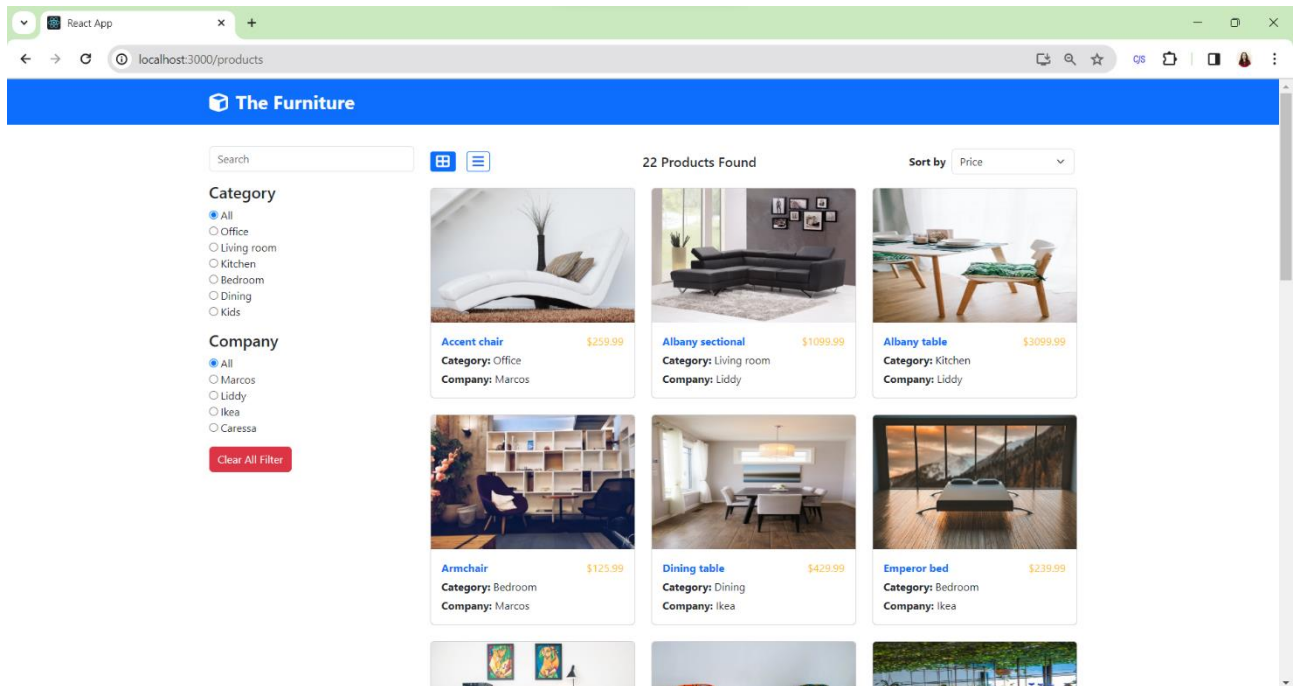 React App
localhost:3000/products
C/S
The Furniture
Search
22 Products Found
Sort by Price
Category
All
Office
Living room
Kitchen
Bedroom
Dining
Kids
Company
All
Marcos
Liddy
Ikea
Caressa
Clear All Filter
Accent chair $259.99
Category: Office
Company: Marcos
Albany sectional $1099.99
Category: Living room
Company: Liddy
Albany table $3099.99
Category: Kitchen
Company: Liddy
Armchair $125.99
Category: Bedroom
Company: Marcos
Dining table $429.99
Category: Dining
Company: Ikea
Emperor bed $239.99
Category: Bedroom
Company: Ikea